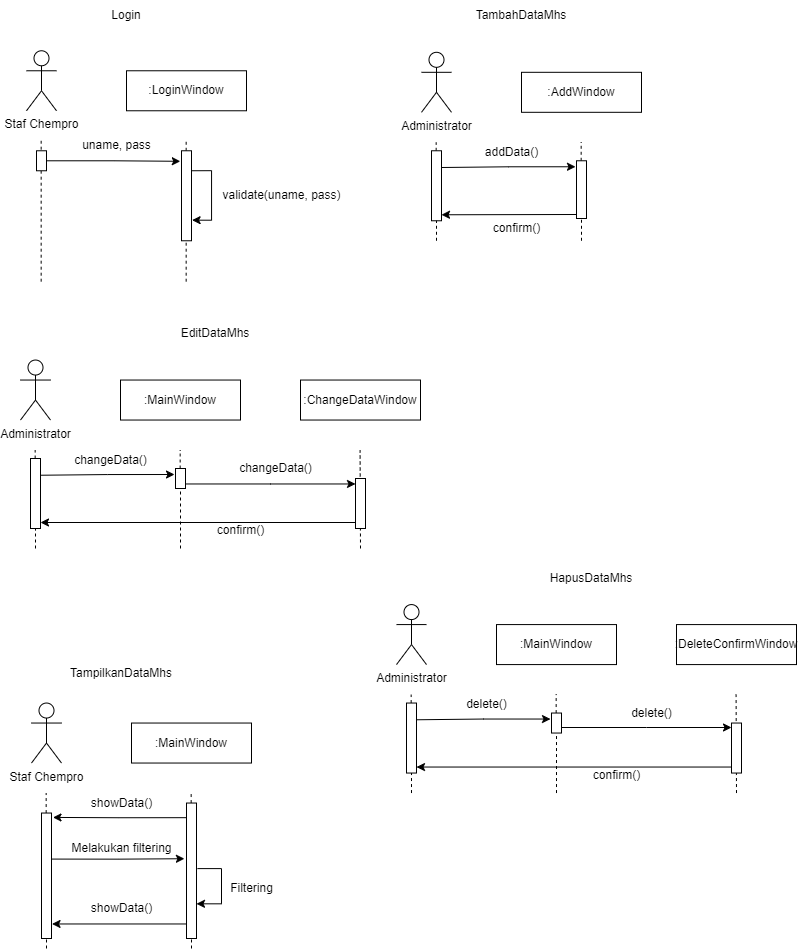 Login
Staf Chempro
:LoginWindow
uname, pass
validate(uname, pass)
TambahDataMhs
Administrator
:AddWindow
addData()
confirm()
EditDataMhs
Administrator
:MainWindow
:ChangeDataWindow
changeData()
changeData()
confirm()
HapusDataMhs
Administrator
:MainWindow
DeleteConfirmWindow
delete()
delete()
confirm()
TampilkanDataMhs
Staf Chempro
:MainWindow
showData()
Melakukan filtering
Filtering
showData()